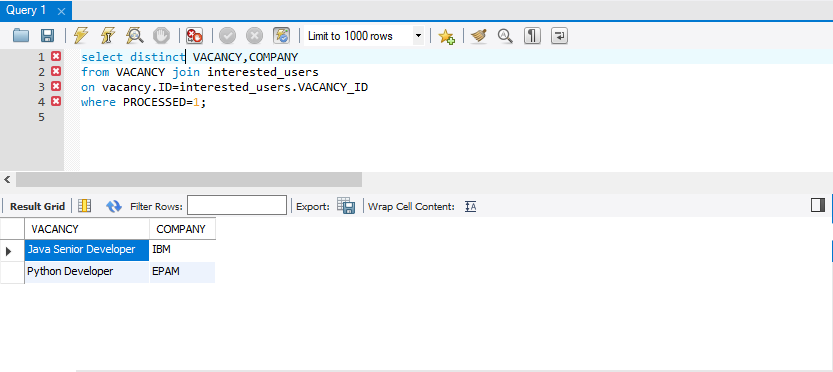 Query 1
Limit to 1000 rows
1 select distinct VACANCY,COMPANY
2 from VACANCY join interested_users
3 on vacancy.ID=interested_users.VACANCY_ID
4 where PROCESSED=1;
5
Result Grid Filter Rows: Export: Wrap Cell Content: IA
VACANCY COMPANY
Java Senior Developer IBM
Python Developer EPAM